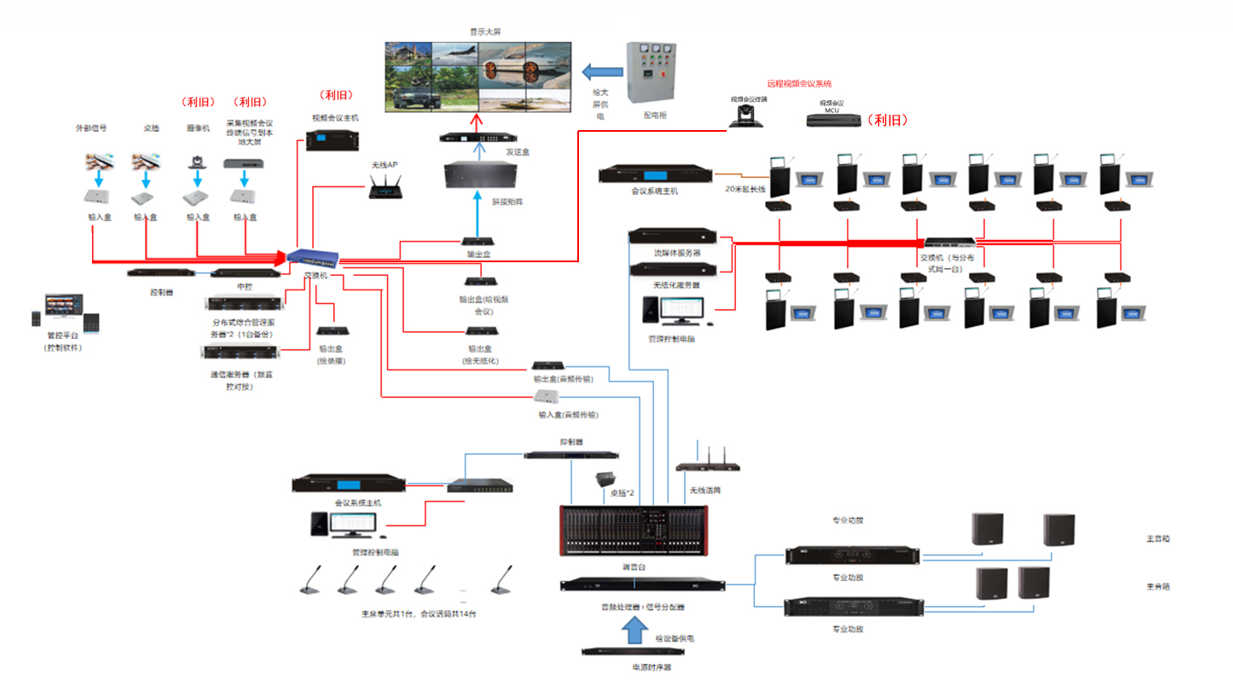 显示大屏
给大
屏供
电
配电柜
远程视频会议系统
视频会议终端
视频会议
MCU
（利旧）
（利旧）
（利旧）
（利旧）
外部信号
桌插
摄像机
采集视频会议
终端信号到本
地大屏
视频会议主机
无线AP
发送盒
拼接矩阵
会议系统主机
20米延长线
输入盒
输入盒
输入盒
输入盒
输出盒
流媒体服务器
交换机（与分布
式同一台）
控制器
中控
交换机
无纸化服务器
输出盒(给视频
会议)
管理控制电脑
管控平台
(控制软件)
分布式综合管理服
务器*2（1台备份）
输出盒
(给录播)
输出盒
(给无纸化)
通信服务器（跟监
控对接）
输出盒(音频传输)
输入盒(音频传输)
控制器
会议系统主机
桌插*2
无线话筒
管理控制电脑
调音台
专业功放
主音箱
专业功放
主音箱
专业功放
主席单元共1台，会议话筒共14台
音频处理器+信号分配器
给设备供电
电源时序器